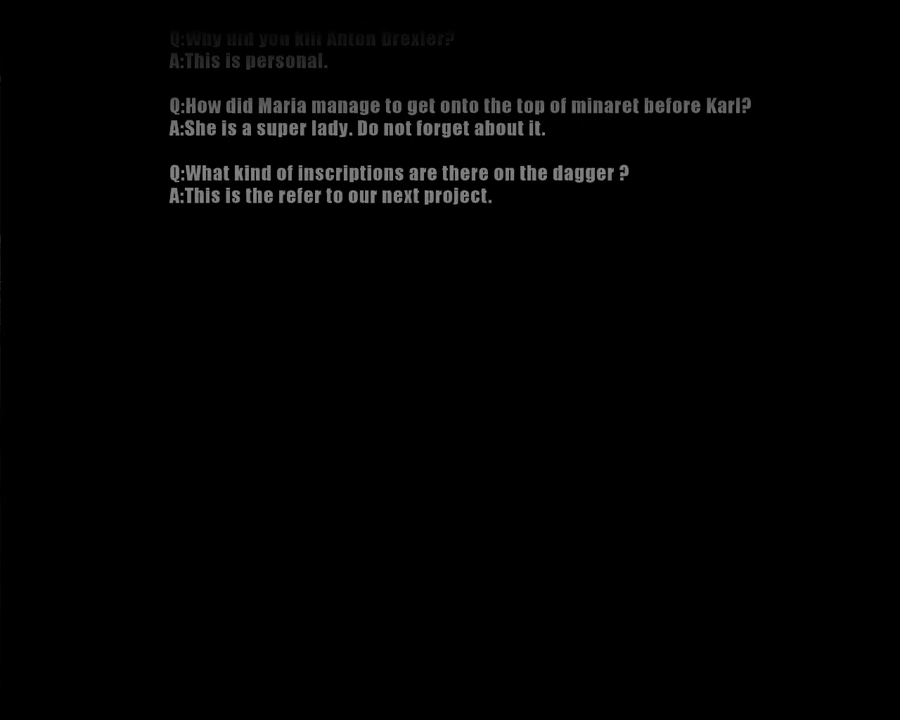 Q:Why did you kill Anton Drexler?
A:This is personal.
Q:How did Maria manage to get onto the top of minaret before Karl?
A:She is a super lady. Do not forget about it.
Q:What kind of inscriptions are there on the dagger ?
A:This is the refer to our next project.